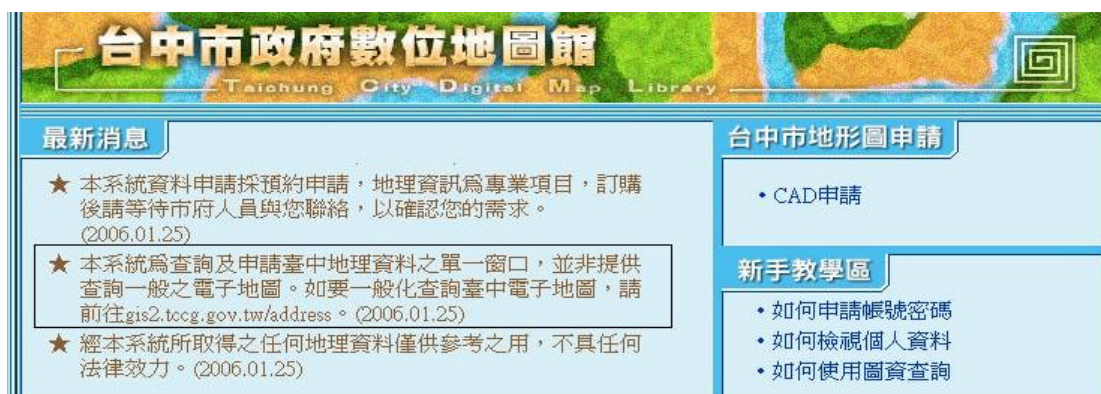 台中市政府數位地圖館
Taichung City Digital Map Library
最新消息
★ 本系統資料申請採預約申請，地理資訊為專業項目，訂購
後請等待市府人員與您聯絡，以確認您的需求。
(2006.01.25)
★ 本系統為查詢及申請臺中地理資料之單一窗口，並非提供
查詢一般之電子地圖。如要一般化查詢臺中電子地圖，請
前往gis2.tccg.gov.tw/address。(2006.01.25)
★ 經本系統所取得之任何地理資料僅供參考之用，不具任何
法律效力。(2006.01.25)
台中市地形圖申請
• CAD申請
新手教學區
• 如何申請帳號密碼
• 如何檢視個人資料
• 如何使用圖資查詢